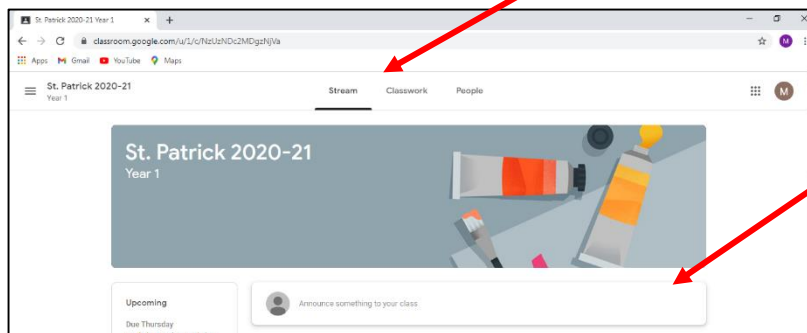 St. Patrick 2020-21 Year 1
classroom.google.com/u/1/c/NzUzNDc2MDgzNjVa
Apps Gmail YouTube Maps
St. Patrick 2020-21
Year 1
Stream Classwork People
M
St. Patrick 2020-21
Year 1
Upcoming
Due Thursday
Announce something to your class